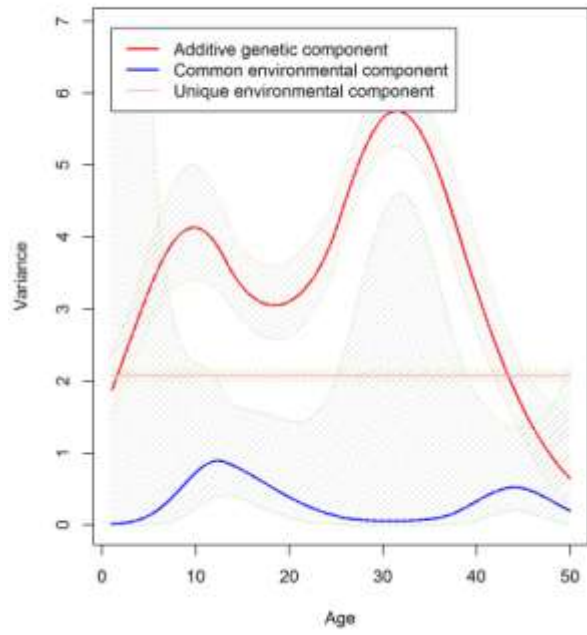 7
6
5
4
3
2
1
0
Variance
Additive genetic component
Common environmental component
Unique environmental component
0 10 20 30 40 50
Age